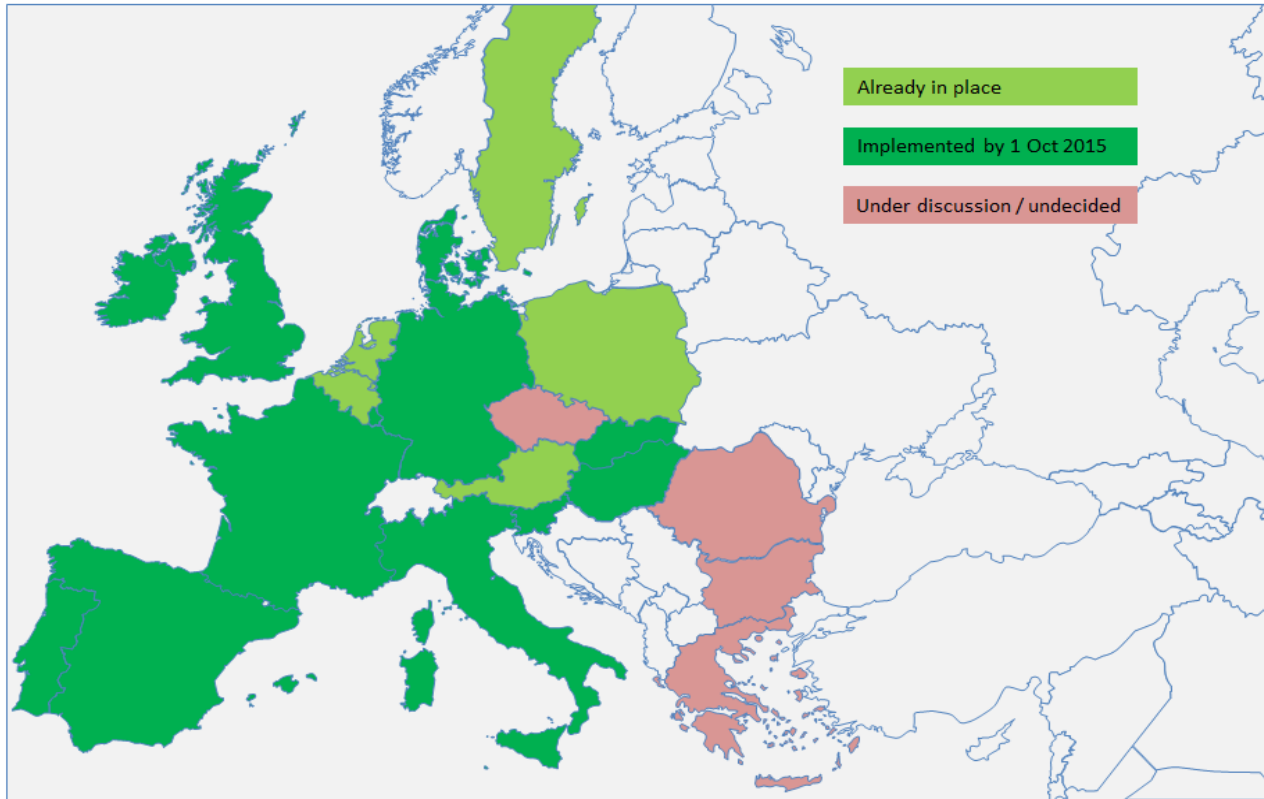 Already in place
Implemented by 1 Oct 2015
Under discussion / undecided